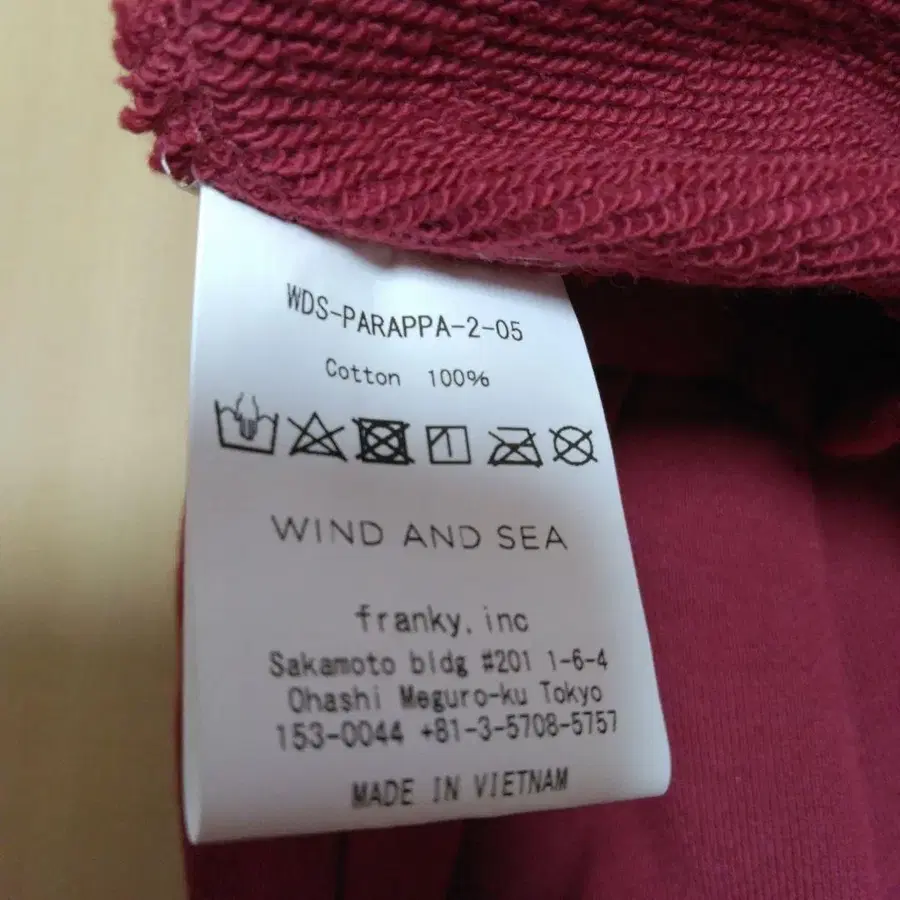 WDS-PARAPPA-2-05
Cotton 100%
WIND AND SEA
franky, inc
Sakamoto bldg #201 1-6-4
Ohashi Meguro-ku Tokyo
153-0044 +81-3-5708-5757
MADE IN VIETNAM